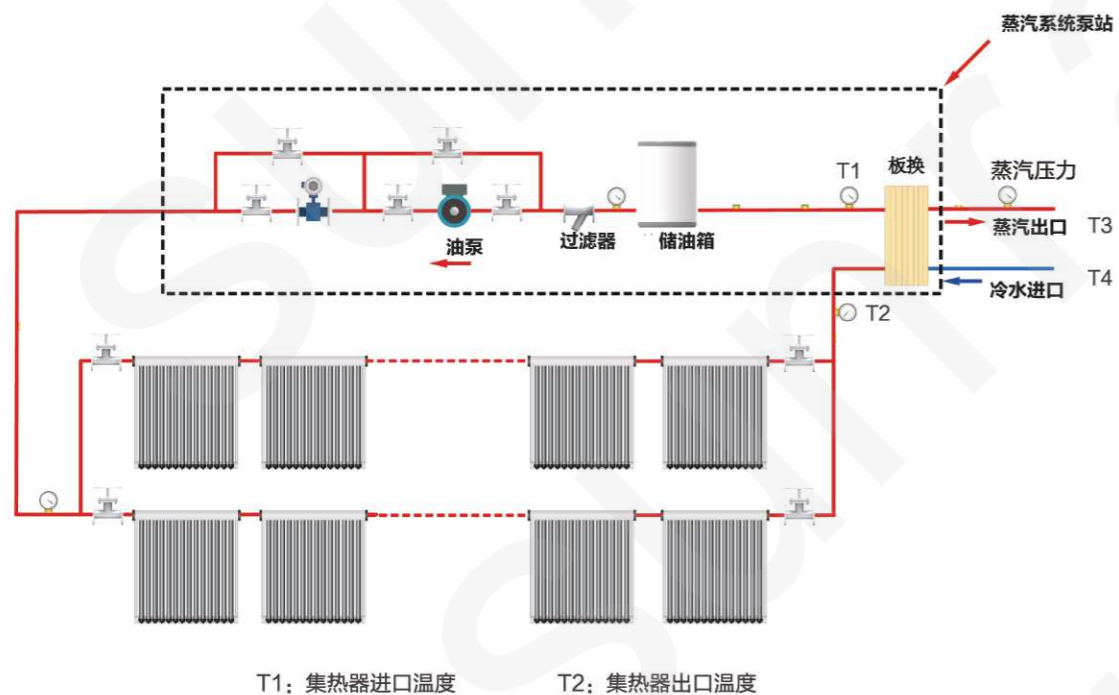 蒸汽系统泵站
T1
板换
蒸汽压力
油泵
过滤器
储油箱
蒸汽出口 T3
T4
冷水进口
T2
T1：集热器进口温度
T2：集热器出口温度